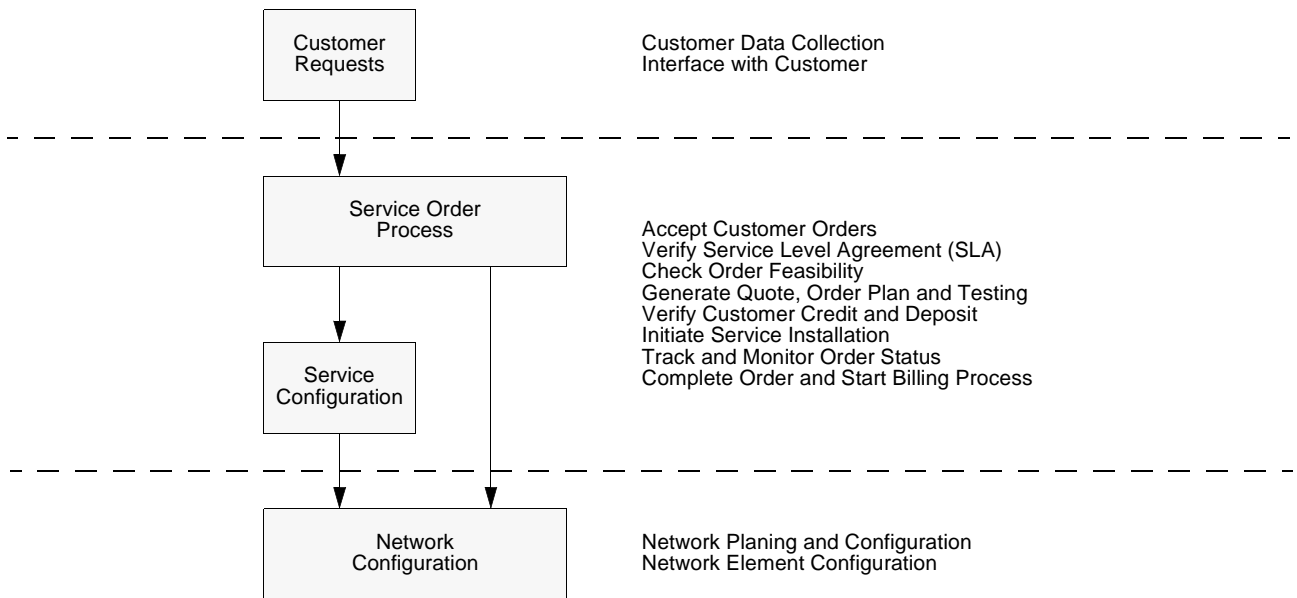 Customer
Requests
Customer Data Collection
Interface with Customer
Service Order
Process
Accept Customer Orders
Verify Service Level Agreement (SLA)
Check Order Feasibility
Generate Quote, Order Plan and Testing
Verify Customer Credit and Deposit
Initiate Service Installation
Track and Monitor Order Status
Complete Order and Start Billing Process
Service
Configuration
Network
Configuration
Network Planing and Configuration
Network Element Configuration